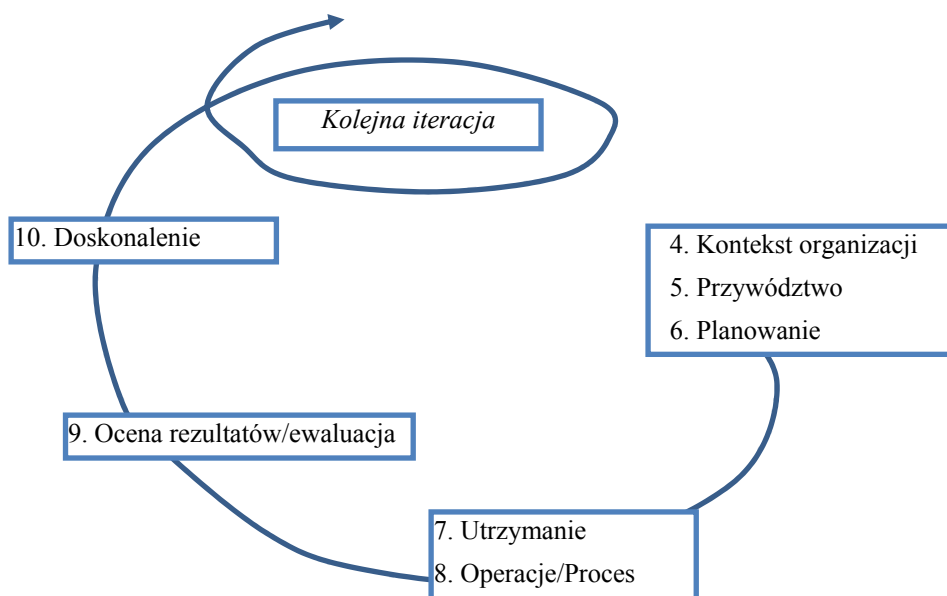 Kolejna iteracja
10. Doskonalenie
4. Kontekst organizacji
5. Przywództwo
6. Planowanie
9. Ocena rezultatów/ewaluacja
7. Utrzymanie
8. Operacje/Proces